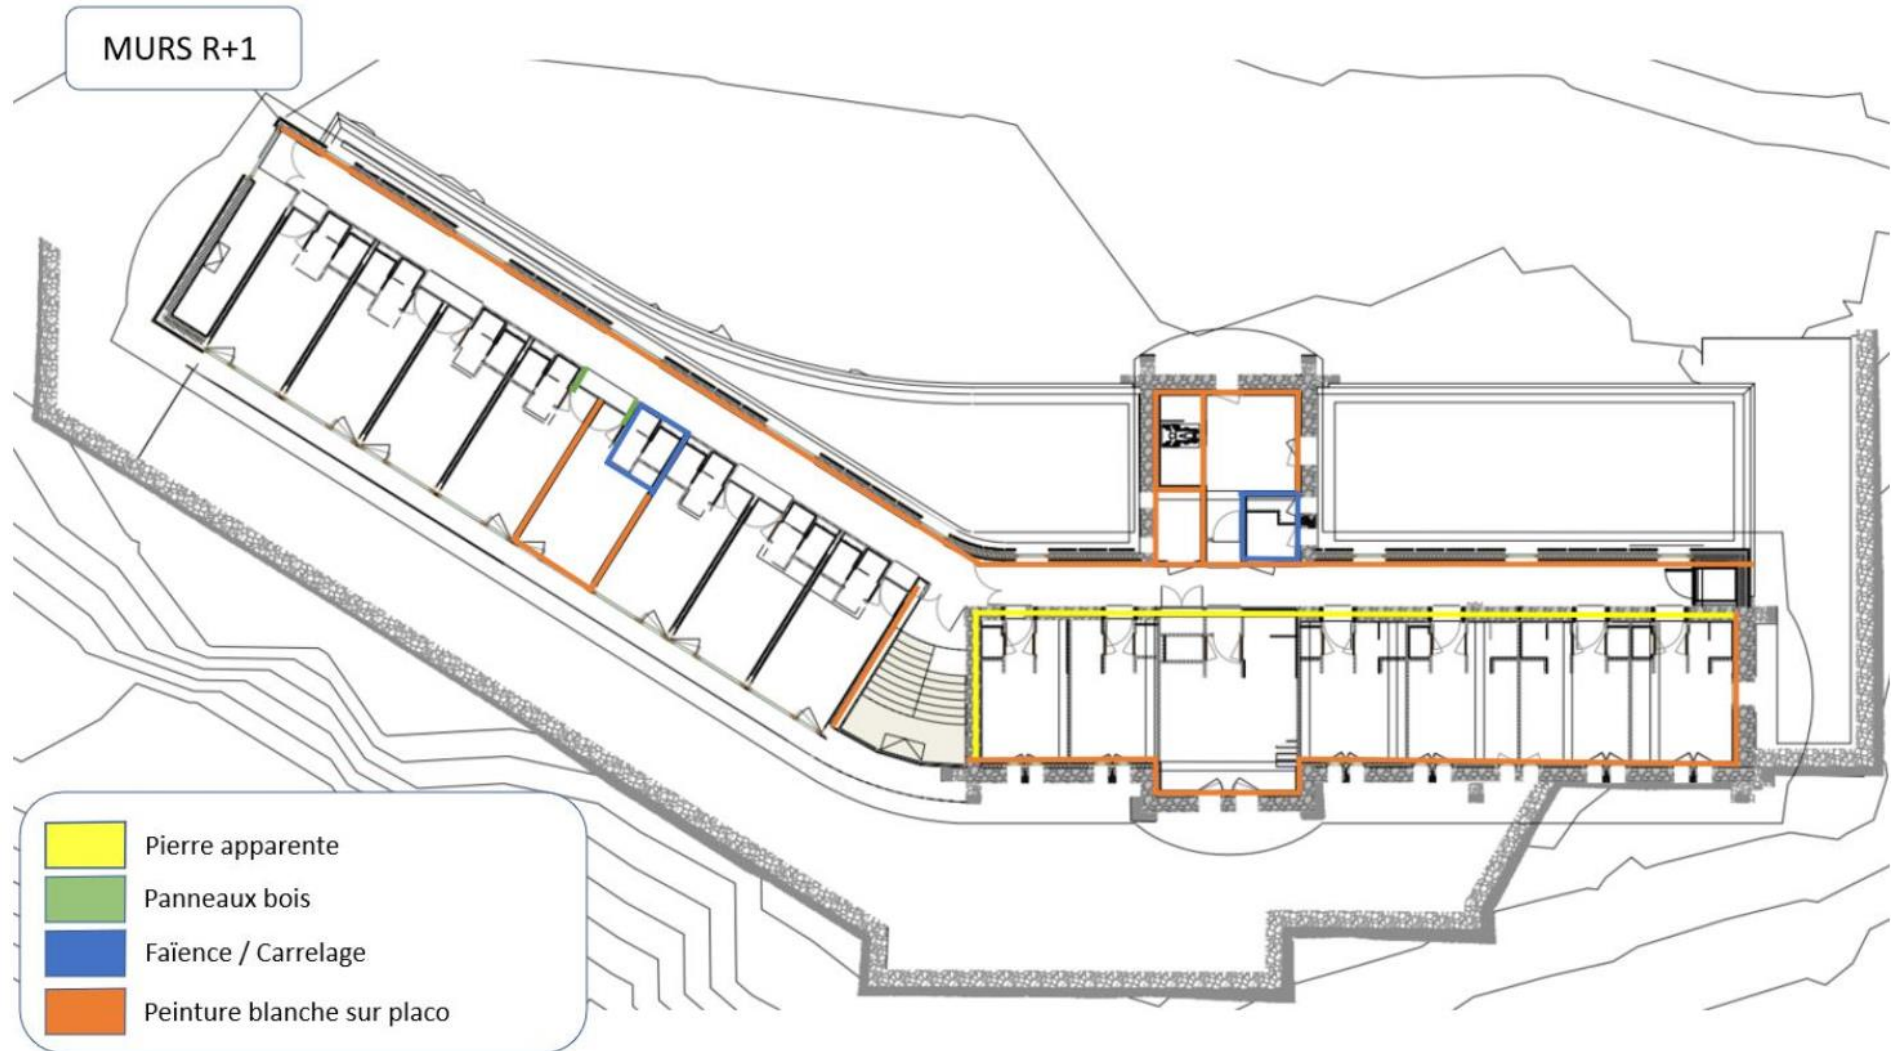 MURS R+1
Pierre apparente
Panneaux bois
Faïence / Carrelage
Peinture blanche sur placo